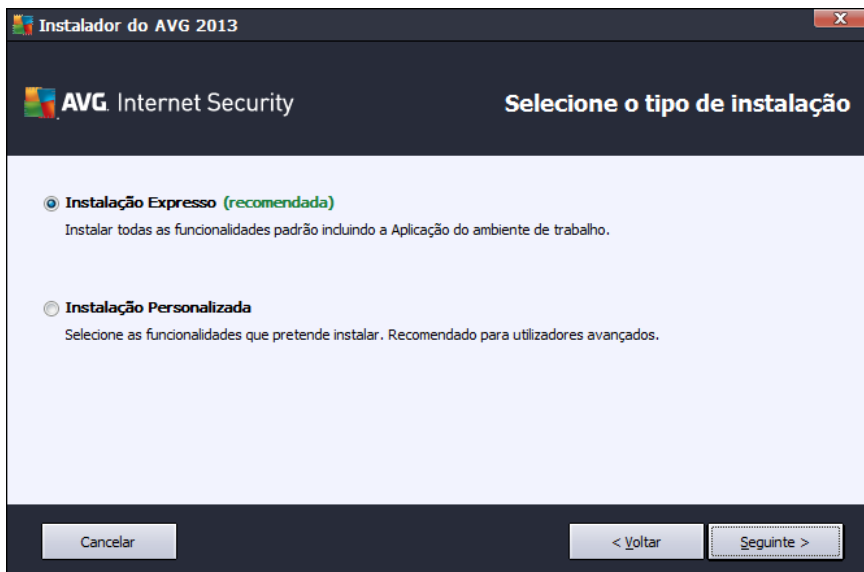 Instalador do AVG 2013
X
AVG. Internet Security
Selecione o tipo de instalação
Instalação Expresso (recomendada)
Instalar todas as funcionalidades padrão incluindo a Aplicação do ambiente de trabalho.
Instalação Personalizada
Selecione as funcionalidades que pretende instalar. Recomendado para utilizadores avançados.
Cancelar
< Voltar
Seguinte >